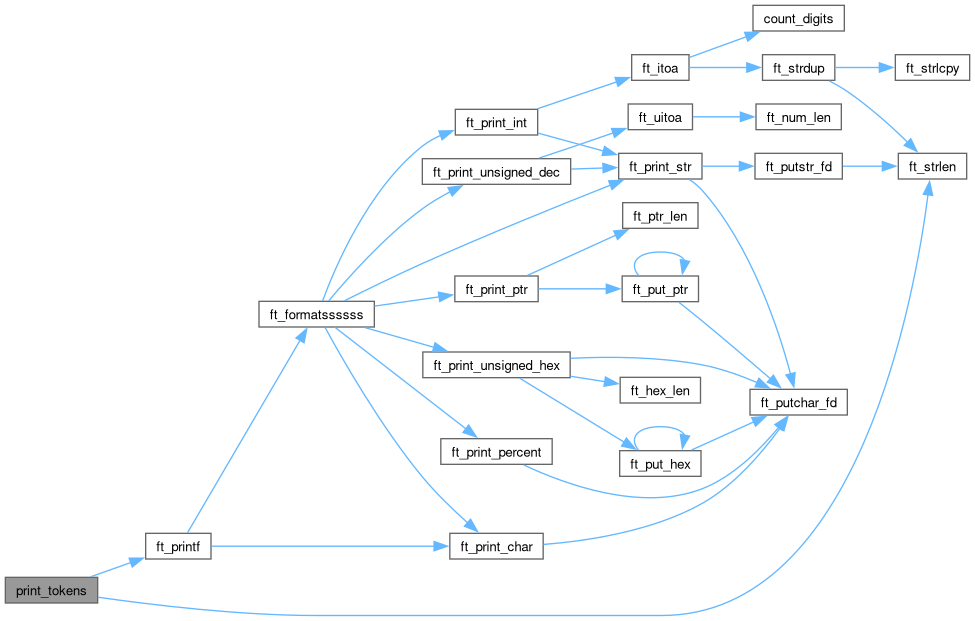 count_digits
ft_itoa
ft_strdup
ft_strlcpy
ft_print_int
ft_uitoa
ft_num_len
ft_print_unsigned_dec
ft_print_str
ft_putstr_fd
ft_strlen
ft_ptr_len
ft_print_ptr
ft_put_ptr
ft_formatssssss
ft_print_unsigned_hex
ft_hex_len
ft_putchar_fd
ft_print_percent
ft_put_hex
ft_printf
ft_print_char
print_tokens